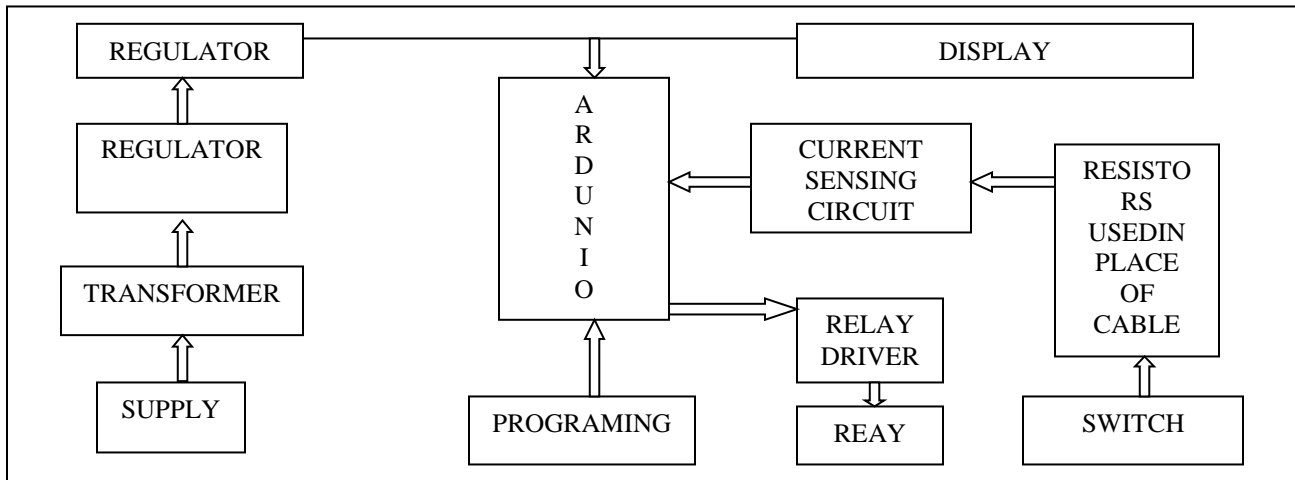 REGULATOR
DISPLAY
REGULATOR
A
R
D
U
N
I
O
CURRENT
SENSING
CIRCUIT
RESISTO
RS
USEDIN
PLACE
OF
CABLE
TRANSFORMER
RELAY
DRIVER
SUPPLY
PROGRAMING
REAY
SWITCH